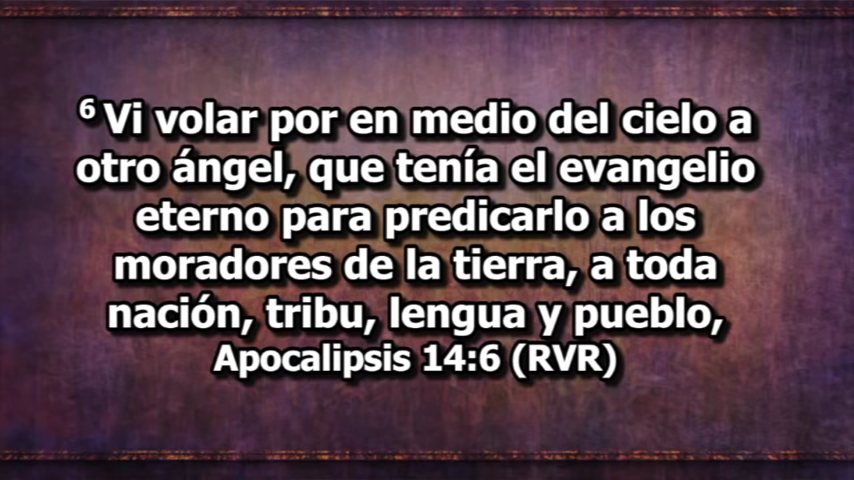 6 Vi volar por en medio del cielo a
otro ángel, que tenía el evangelio
eterno para predicarlo a los
moradores de la tierra, a toda
nación, tribu, lengua y pueblo,
Apocalipsis 14:6 (RVR)